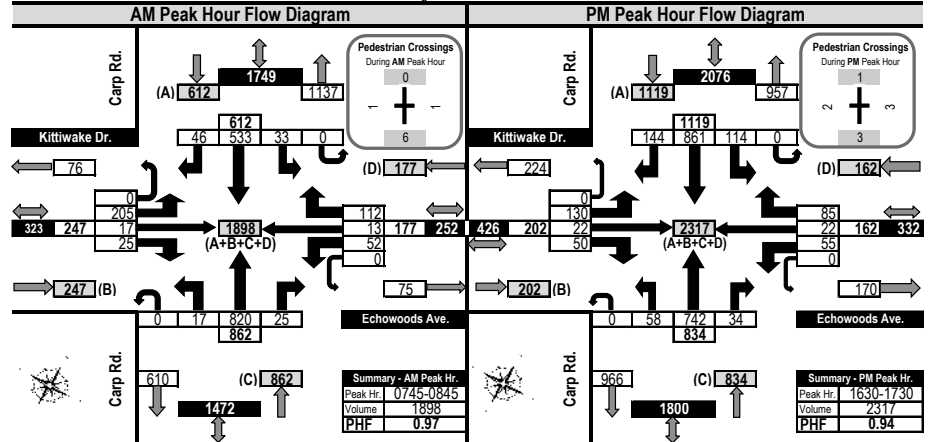 AM Peak Hour Flow Diagram
Carp Rd.
1749
(A) 612 1137
Pedestrian Crossings
During AM Peak Hour
0
1 1
6
612
46 533 33 0
Kittiwake Dr.
76
(D) 177
0
205
17
25
323 247
1898
(A+B+C+D)
112
13
52
0
177 252
247 (B)
75
0 17 820 25
862
Echowoods Ave.
Carp Rd.
610
(C) 862
1472
Summary - AM Peak Hr.
Peak Hr. 0745-0845
Volume 1898
PHF 0.97
PM Peak Hour Flow Diagram
Carp Rd.
2076
(A) 1119 957
Pedestrian Crossings
During PM Peak Hour
1
2 3
3
1119
144 861 114 0
Kittiwake Dr.
224
(D) 162
0
130
22
50
426 202
2317
(A+B+C+D)
85
22
55
0
162 332
202 (B)
170
0 58 742 34
834
Echowoods Ave.
Carp Rd.
966
(C) 834
1800
Summary - PM Peak Hr.
Peak Hr. 1630-1730
Volume 2317
PHF 0.94